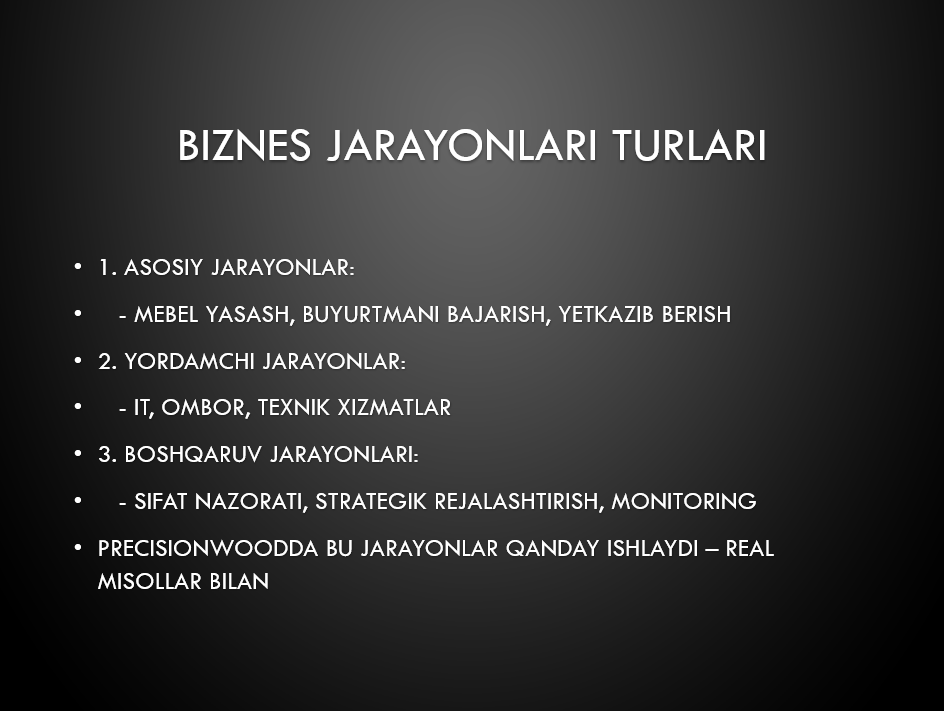 BIZNES JARAYONLARI TURLARI
• 1. ASOSIY JARAYONLAR:
• - MEBEL YASASH, BUYURTMANI BAJARISH, YETKAZIB BERISH
• 2. YORDAMCHI JARAYONLAR:
• - IT, OMBOR, TEXNIK XIZMATLAR
• 3. BOSHQARUV JARAYONLARI:
• - SIFAT NAZORATI, STRATEGIK REJALASHTIRISH, MONITORING
• PRECISIONWOODDA BU JARAYONLAR QANDAY ISHLAYDI – REAL
MISOLLAR BILAN